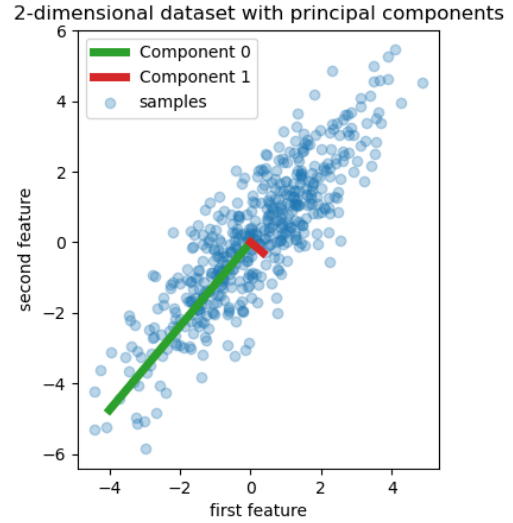 2-dimensional dataset with principal components
6
4
2
0
−2
−4
−6
second feature
Component 0
Component 1
samples
−4 −2 0 2 4
first feature